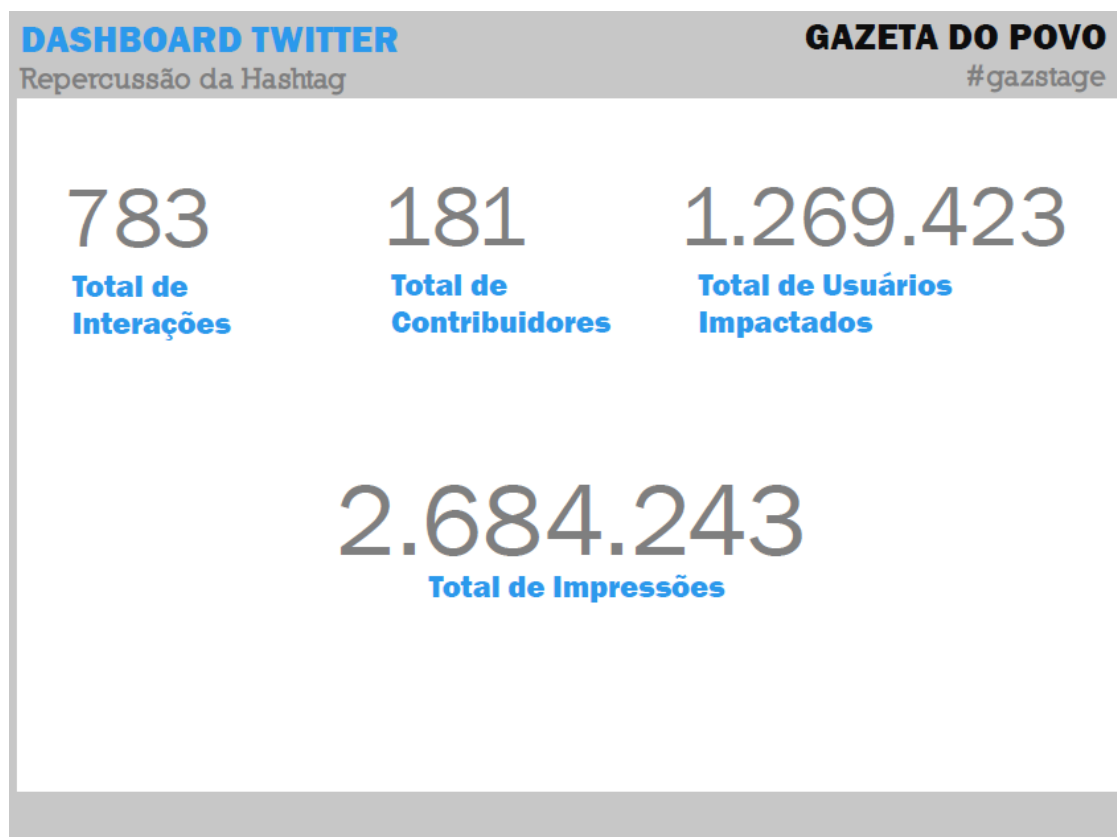 DASHBOARD TWITTER
GAZETA DO POVO
Repercussão da Hashtag
#gazstage
783
181
1.269.423
Total de
Interações
Total de
Contribuidores
Total de Usuários
Impactados
2.684.243
Total de Impressões